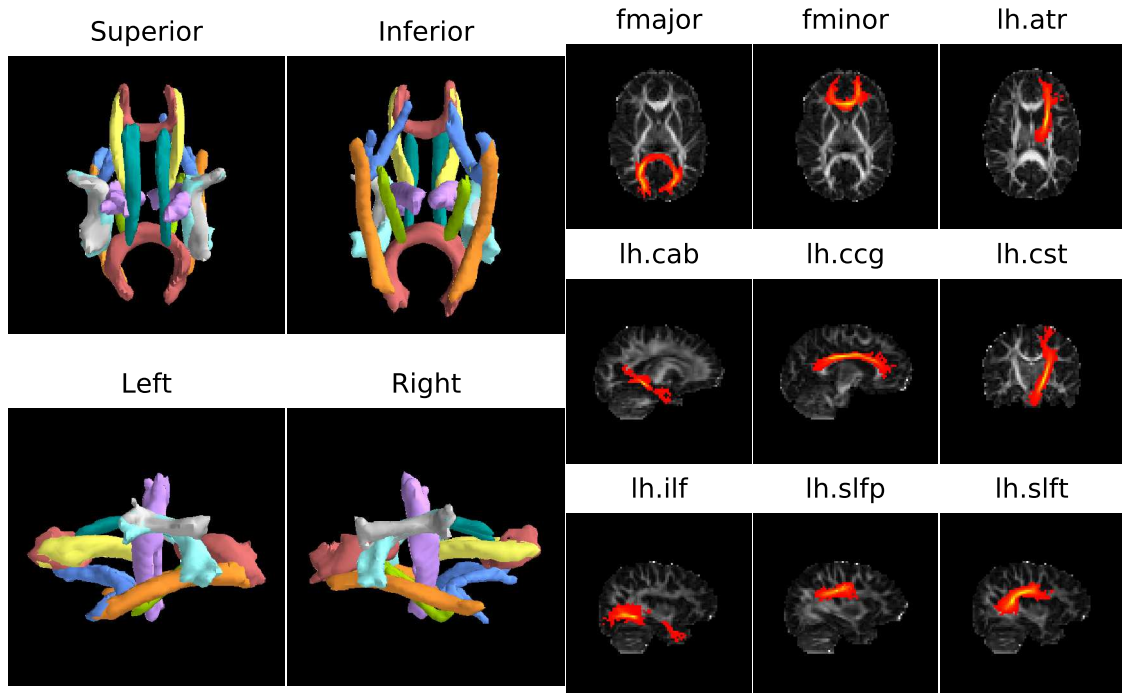 Superior
Inferior
Left
Right
fmajor
fminor
lh.atr
lh.cab
lh.ccg
lh.cst
lh.ilf
lh.slfp
lh.slft